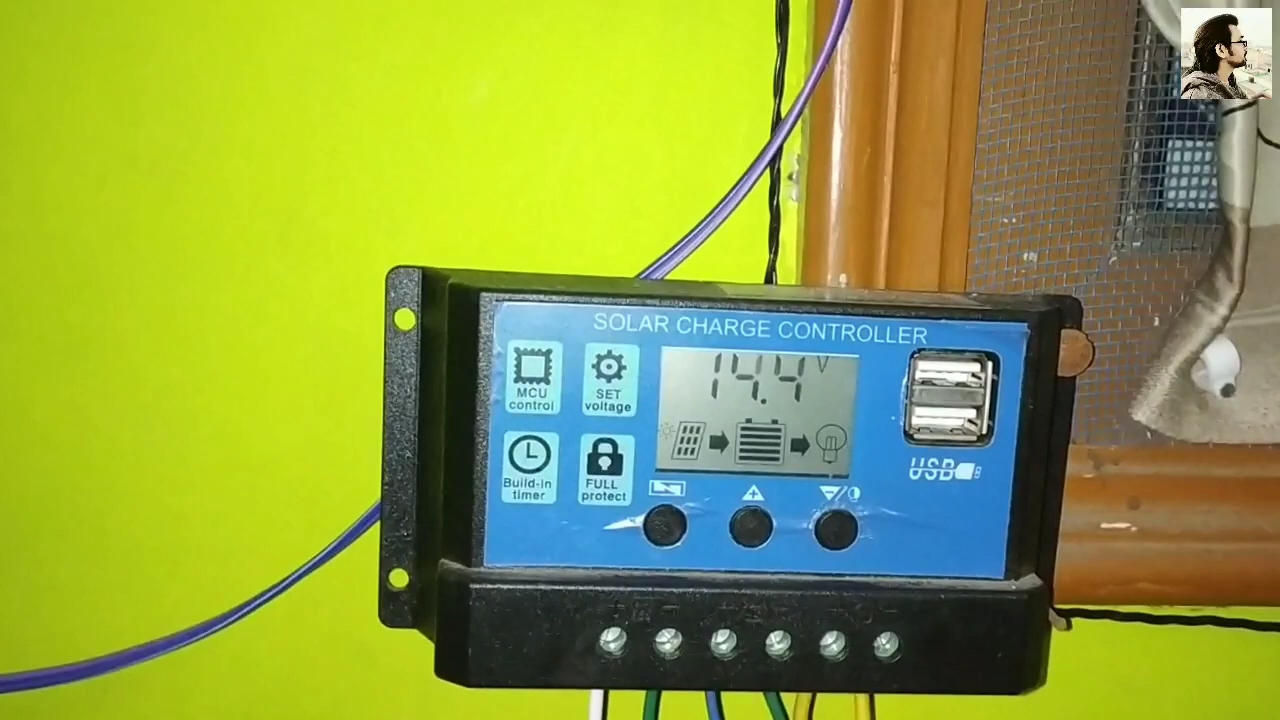 SOLAR CHARGE CONTROLLER
MCU
control
SET
voltage
14.4 V
Build-in
timer
FULL
protect
USB